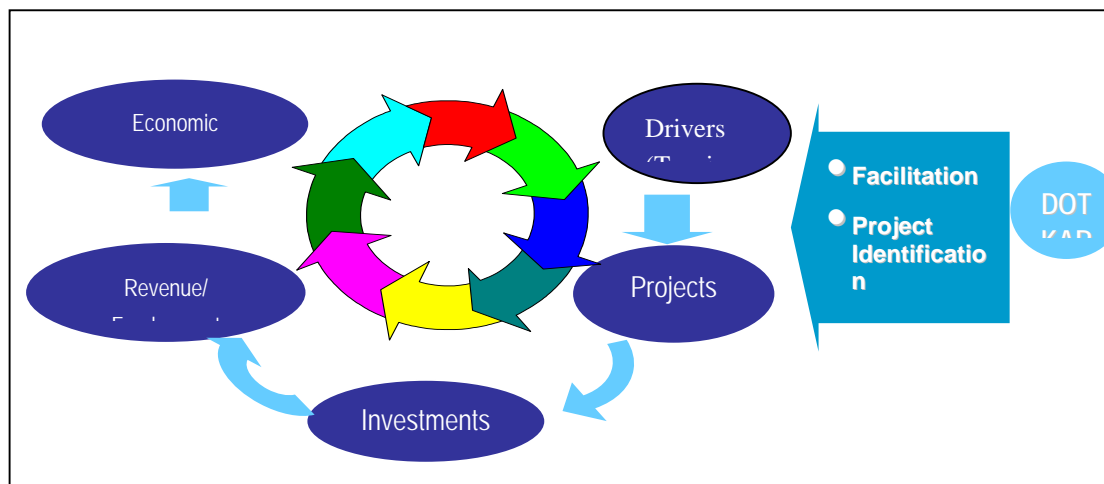 Economic
Drivers
Facilitation
Project
Identificatio
n
DOT
Revenue/
Projects
Investments